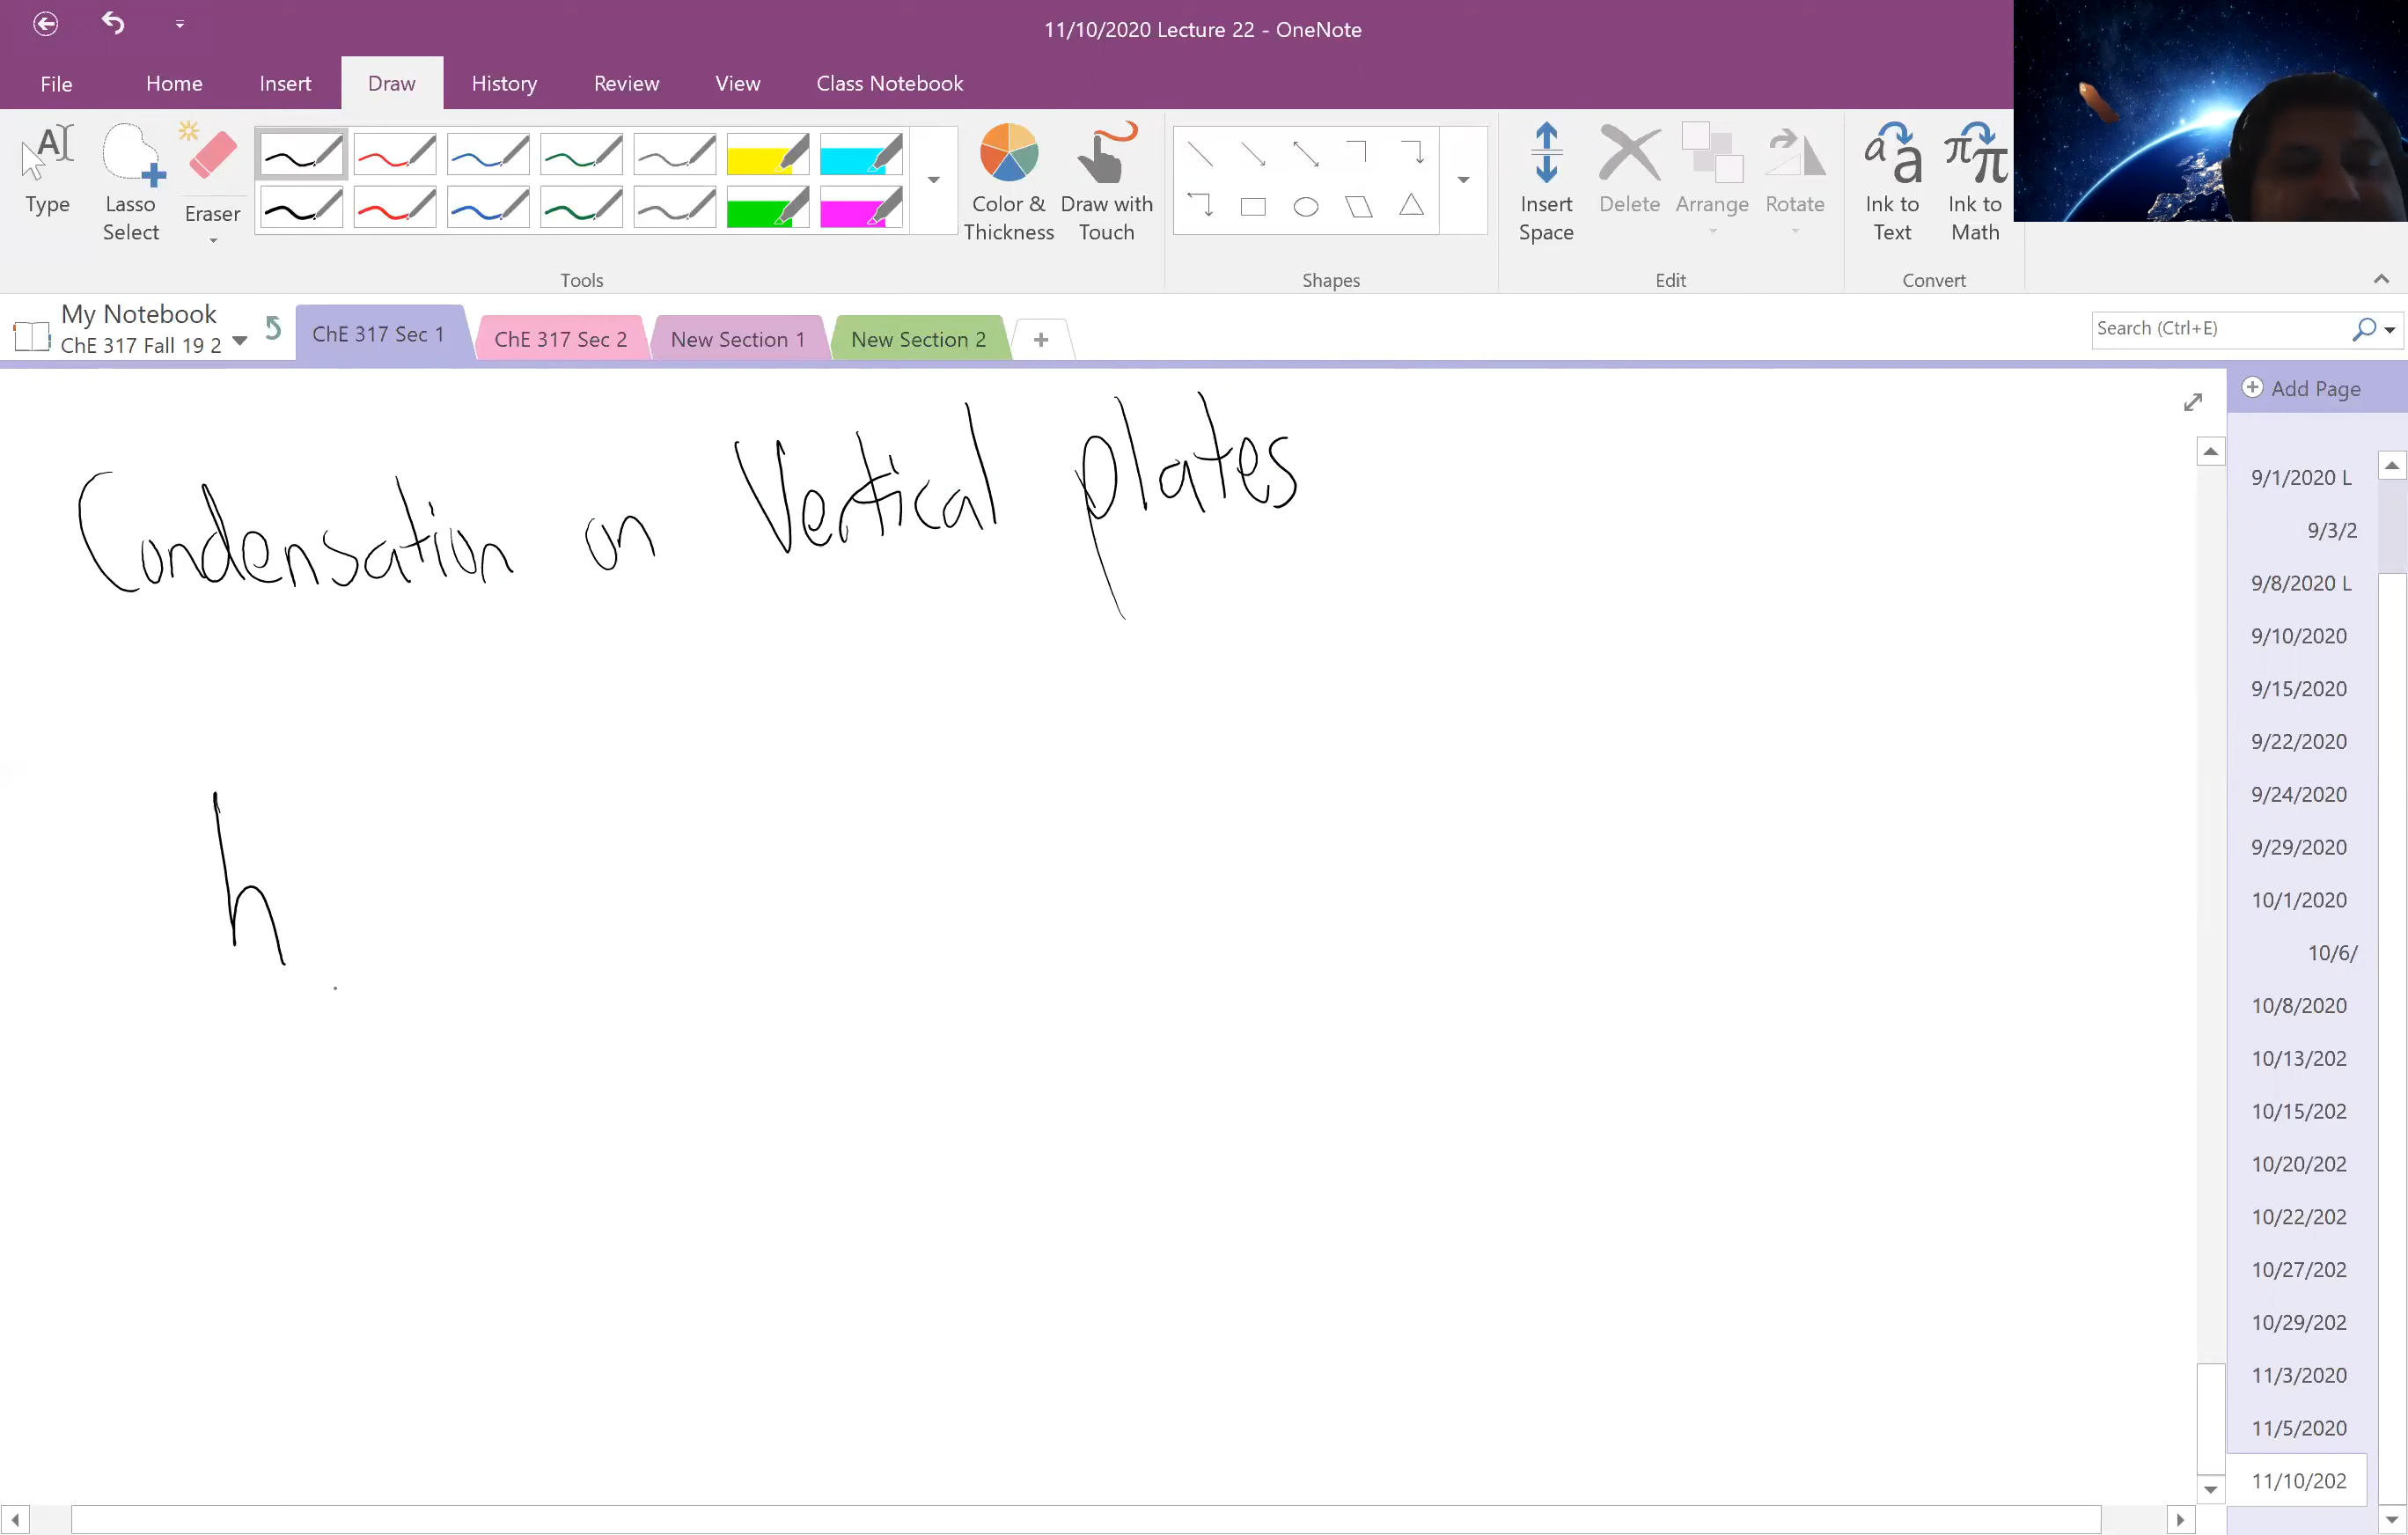 11/10/2020 Lecture 22 - OneNote
File Home Insert Draw History Review View Class Notebook
Type
Lasso Select
Eraser
Color & Thickness
Draw with Touch
Insert Space
Delete
Arrange
Rotate
Ink to Text
Ink to Math
Tools Shapes Edit Convert
My Notebook
ChE 317 Fall 19 2
ChE 317 Sec 1
ChE 317 Sec 2
New Section 1
New Section 2
Search (Ctrl+E)
Add Page
Condensation on Vertical plates
h
9/1/2020 L
9/3/2
9/8/2020 L
9/10/2020
9/15/2020
9/22/2020
9/24/2020
9/29/2020
10/1/2020
10/6/
10/8/2020
10/13/202
10/15/202
10/20/202
10/22/202
10/27/202
10/29/202
11/3/2020
11/5/2020
11/10/202